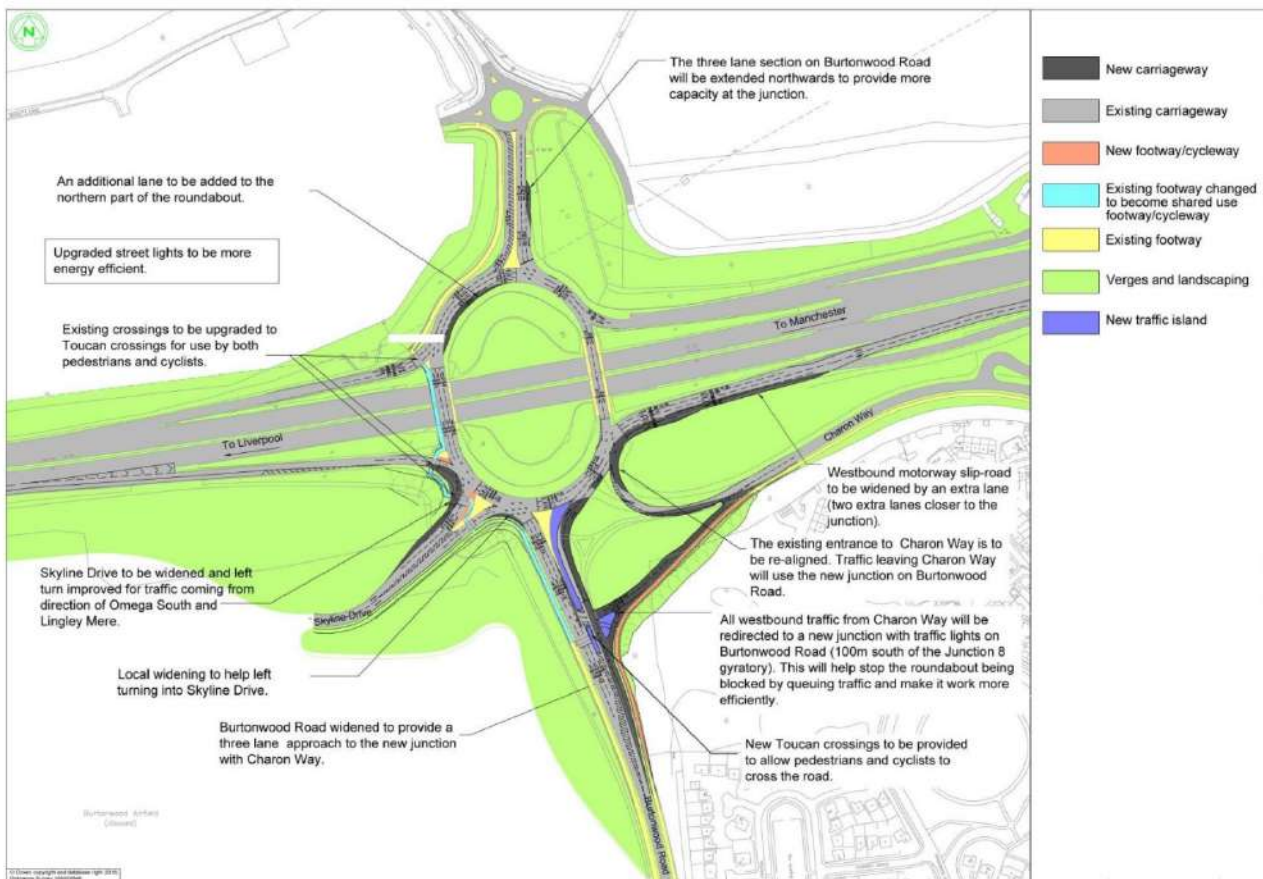 N
The three lane section on Burtonwood Road
will be extended northwards to provide more
capacity at the junction.
An additional lane to be added to the
northern part of the roundabout.
Upgraded street lights to be more
energy efficient.
Existing crossings to be upgraded to
Toucan crossings for use by both
pedestrians and cyclists.
To Manchester
To Liverpool
Charon Way
Westbound motorway slip-road
to be widened by an extra lane
(two extra lanes closer to the
junction).
The existing entrance to Charon Way is to
be re-aligned. Traffic leaving Charon Way
will use the new junction on Burtonwood
Road.
Skyline Drive to be widened and left
turn improved for traffic coming from
direction of Omega South and
Lingley Mere.
Skyline Drive
All westbound traffic from Charon Way will be
redirected to a new junction with traffic lights on
Burtonwood Road (100m south of the Junction 8
gyratory). This will help stop the roundabout being
blocked by queuing traffic and make it work more
efficiently.
Local widening to help left
turning into Skyline Drive.
Burtonwood Road widened to provide a
three lane approach to the new junction
with Charon Way.
New Toucan crossings to be provided
to allow pedestrians and cyclists to
cross the road.
Burtonwood Road
Burtonwood Airfield
(disused)
New carriageway
Existing carriageway
New footway/cycleway
Existing footway changed
to become shared use
footway/cycleway
Existing footway
Verges and landscaping
New traffic island